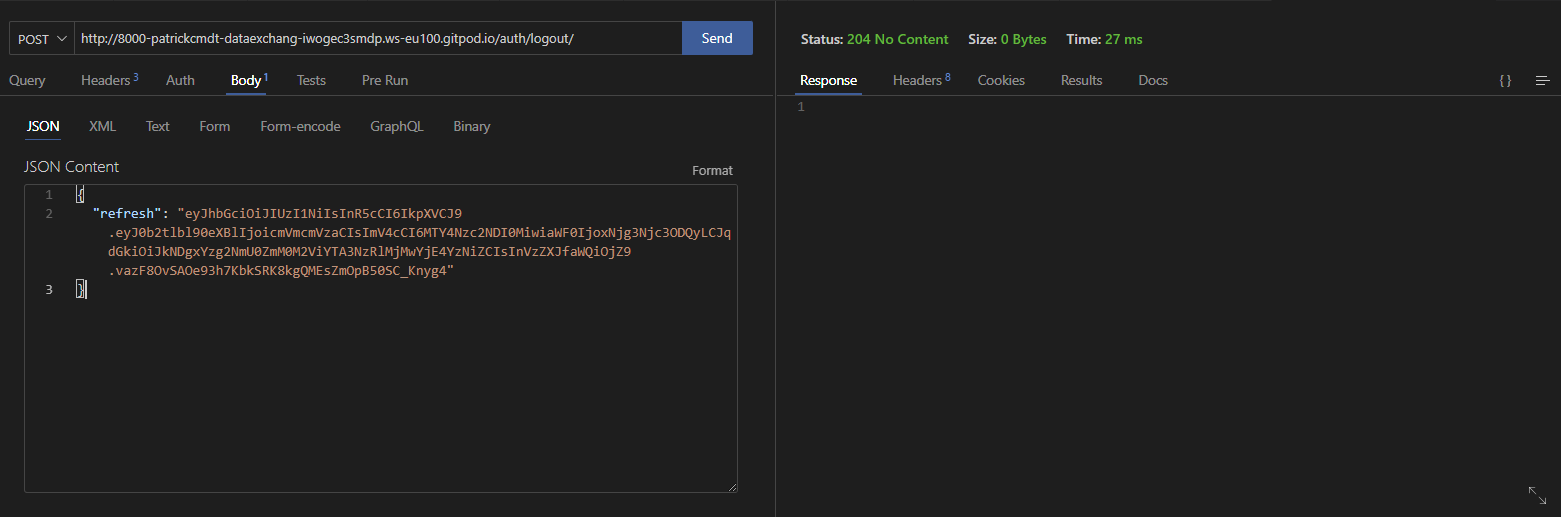 POST http://8000-patrickcmdt-dataexchang-iwogec3smdp.ws-eu100.gitpod.io/auth/logout/ Send
Query Headers 3 Auth Body 1 Tests Pre Run
JSON XML Text Form Form-encode GraphQL Binary
JSON Content
Format
1 {
2 "refresh": "eyJhbGciOiJIUzI1NiIsInR5cCI6IkpXVCJ9
.eyJ0b2tlbl90eXBlIjoicmVmcmVzaCIsImV4cCI6MTY4Nzc2NDI0MiwiaWF0IjoxNjg3Njc3ODQyLCJq
dGkiOiJkNDgxYzg2NmU0ZmM0M2ViYTA3NzRlMjMwYjE4YzNiZCIsInVzZXJfaWQiOjZ9
.vazF8OvSAOe93h7KbkSRK8kgQMEsZmOpB50SC_Knyg4"
3 }
Status: 204 No Content Size: 0 Bytes Time: 27 ms
Response Headers 8 Cookies Results Docs { }
1